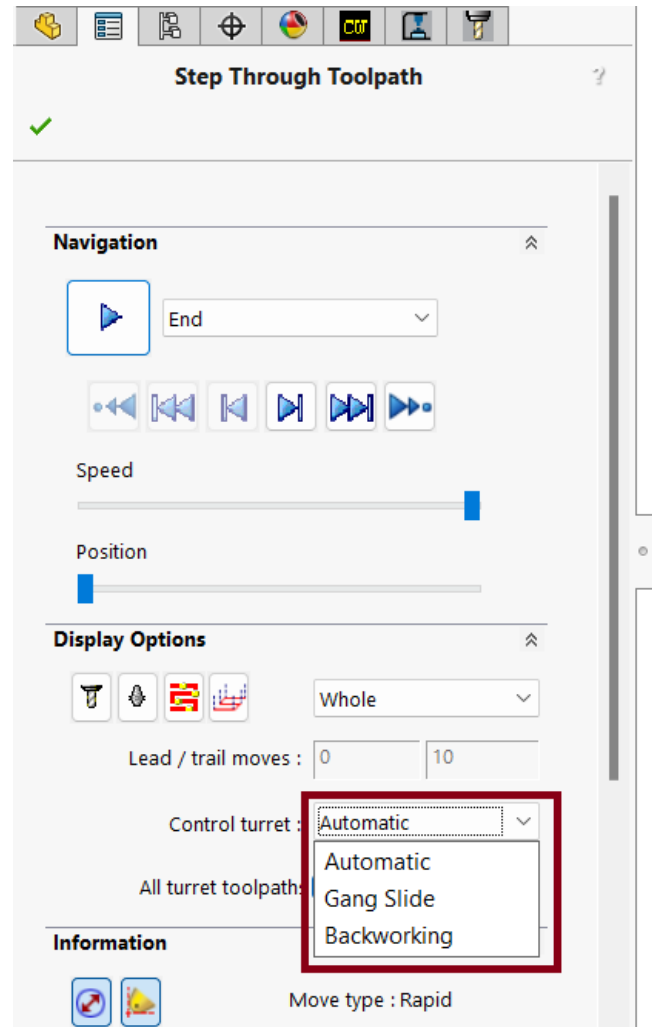 CW
Step Through Toolpath
?
Navigation
End
Speed
Position
Display Options
Whole
Lead / trail moves : 0 10
Control turret : Automatic
Automatic
All turret toolpaths
Gang Slide
Backworking
Information
Move type : Rapid